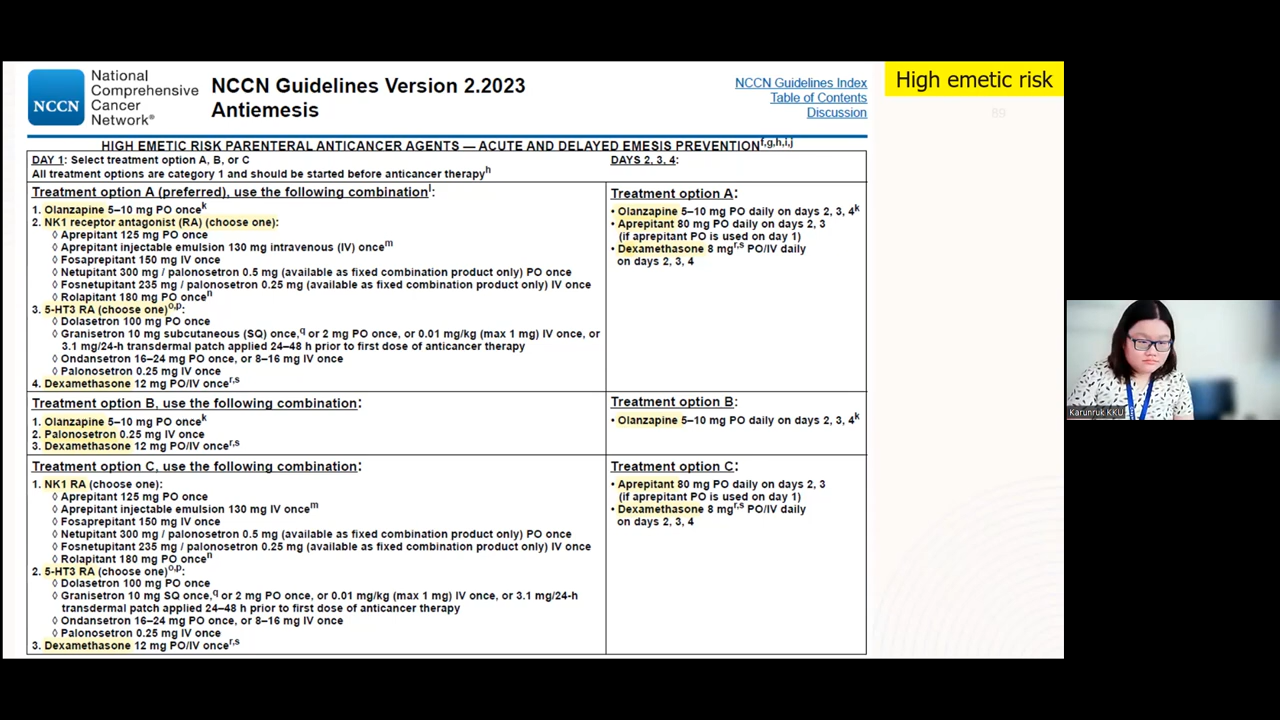 National
Comprehensive
Cancer
Network®
NCCN
NCCN Guidelines Version 2.2023
Antiemesis
NCCN Guidelines Index
Table of Contents
Discussion
High emetic risk
89
HIGH EMETIC RISK PARENTERAL ANTICANCER AGENTS — ACUTE AND DELAYED EMESIS PREVENTIONf,g,h,i,j
DAY 1: Select treatment option A, B, or C
All treatment options are category 1 and should be started before anticancer therapyh
DAYS 2, 3, 4:
Treatment option A (preferred), use the following combinationl:
1. Olanzapine 5–10 mg PO oncek
2. NK1 receptor antagonist (RA) (choose one):
◊ Aprepitant 125 mg PO once
◊ Aprepitant injectable emulsion 130 mg intravenous (IV) oncem
◊ Fosaprepitant 150 mg IV once
◊ Netupitant 300 mg / palonosetron 0.5 mg (available as fixed combination product only) PO once
◊ Fosnetupitant 235 mg / palonosetron 0.25 mg (available as fixed combination product only) IV once
◊ Rolapitant 180 mg PO oncen
3. 5-HT3 RA (choose one)o,p:
◊ Dolasetron 100 mg PO once
◊ Granisetron 10 mg subcutaneous (SQ) once,q or 2 mg PO once, or 0.01 mg/kg (max 1 mg) IV once, or
3.1 mg/24-h transdermal patch applied 24–48 h prior to first dose of anticancer therapy
◊ Ondansetron 16–24 mg PO once, or 8–16 mg IV once
◊ Palonosetron 0.25 mg IV once
4. Dexamethasone 12 mg PO/IV oncer,s
Treatment option A:
• Olanzapine 5–10 mg PO daily on days 2, 3, 4k
• Aprepitant 80 mg PO daily on days 2, 3
(if aprepitant PO is used on day 1)
• Dexamethasone 8 mgr,s PO/IV daily
on days 2, 3, 4
Treatment option B, use the following combination:
1. Olanzapine 5–10 mg PO oncek
2. Palonosetron 0.25 mg IV once
3. Dexamethasone 12 mg PO/IV oncer,s
Treatment option B:
• Olanzapine 5–10 mg PO daily on days 2, 3, 4k
Treatment option C, use the following combination:
1. NK1 RA (choose one):
◊ Aprepitant 125 mg PO once
◊ Aprepitant injectable emulsion 130 mg IV oncem
◊ Fosaprepitant 150 mg IV once
◊ Netupitant 300 mg / palonosetron 0.5 mg (available as fixed combination product only) PO once
◊ Fosnetupitant 235 mg / palonosetron 0.25 mg (available as fixed combination product only) IV once
◊ Rolapitant 180 mg PO oncen
2. 5-HT3 RA (choose one)o,p:
◊ Dolasetron 100 mg PO once
◊ Granisetron 10 mg SQ once,q or 2 mg PO once, or 0.01 mg/kg (max 1 mg) IV once, or 3.1 mg/24-h
transdermal patch applied 24–48 h prior to first dose of anticancer therapy
◊ Ondansetron 16–24 mg PO once, or 8–16 mg IV once
◊ Palonosetron 0.25 mg IV once
3. Dexamethasone 12 mg PO/IV oncer,s
Treatment option C:
• Aprepitant 80 mg PO daily on days 2, 3
(if aprepitant PO is used on day 1)
• Dexamethasone 8 mgr,s PO/IV daily
on days 2, 3, 4
Karunruk KKU